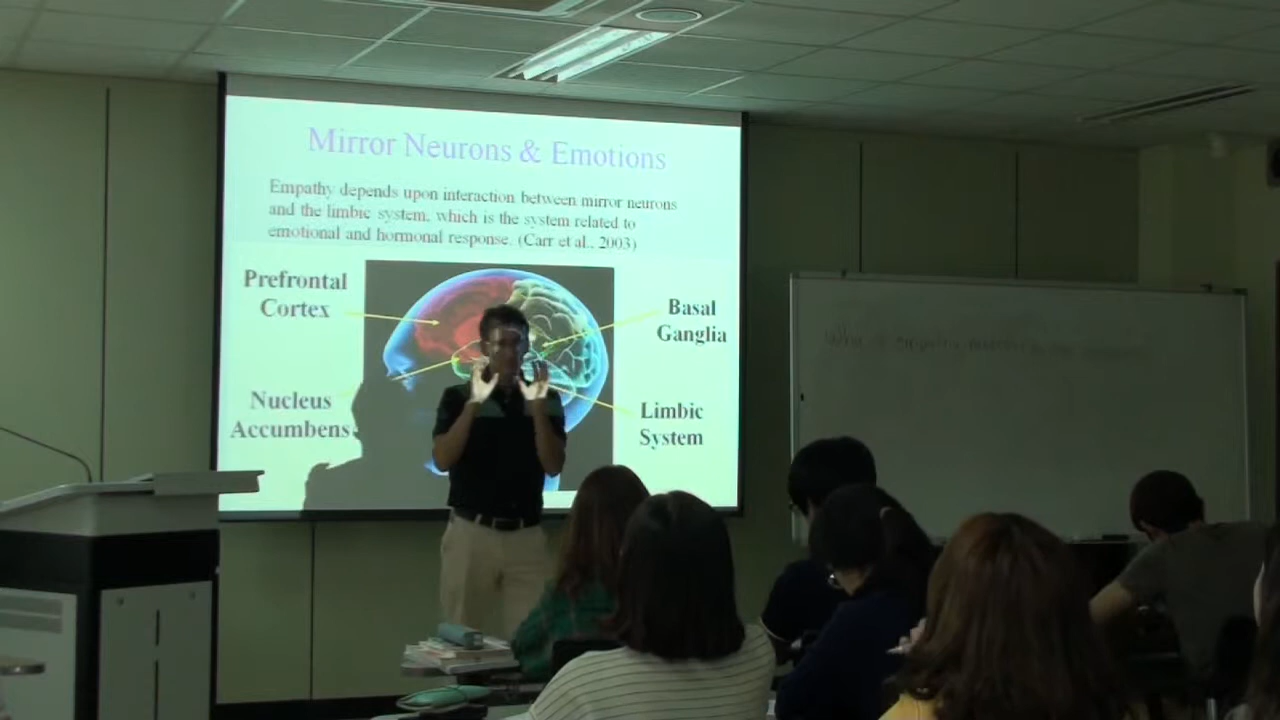 Mirror Neurons & Emotions
Empathy depends upon interaction between mirror neurons
and the limbic system, which is the system related to
emotional and hormonal response. (Carr et al., 2003)
Prefrontal
Cortex
Basal
Ganglia
Nucleus
Accumbens
Limbic
System